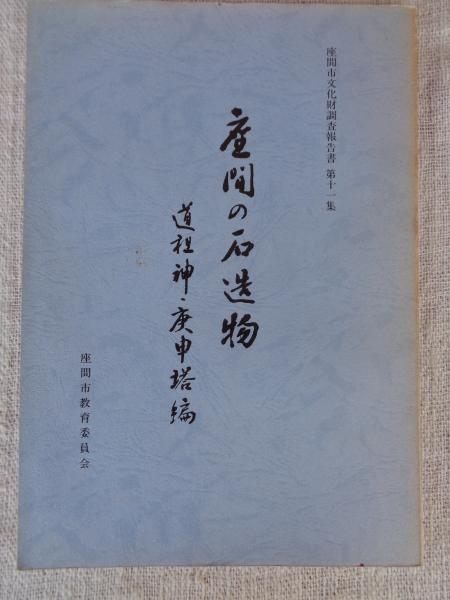 座間市文化財調査報告書 第十一集
座間の石造物
道祖神・庚申塔編
座間市教育委員会